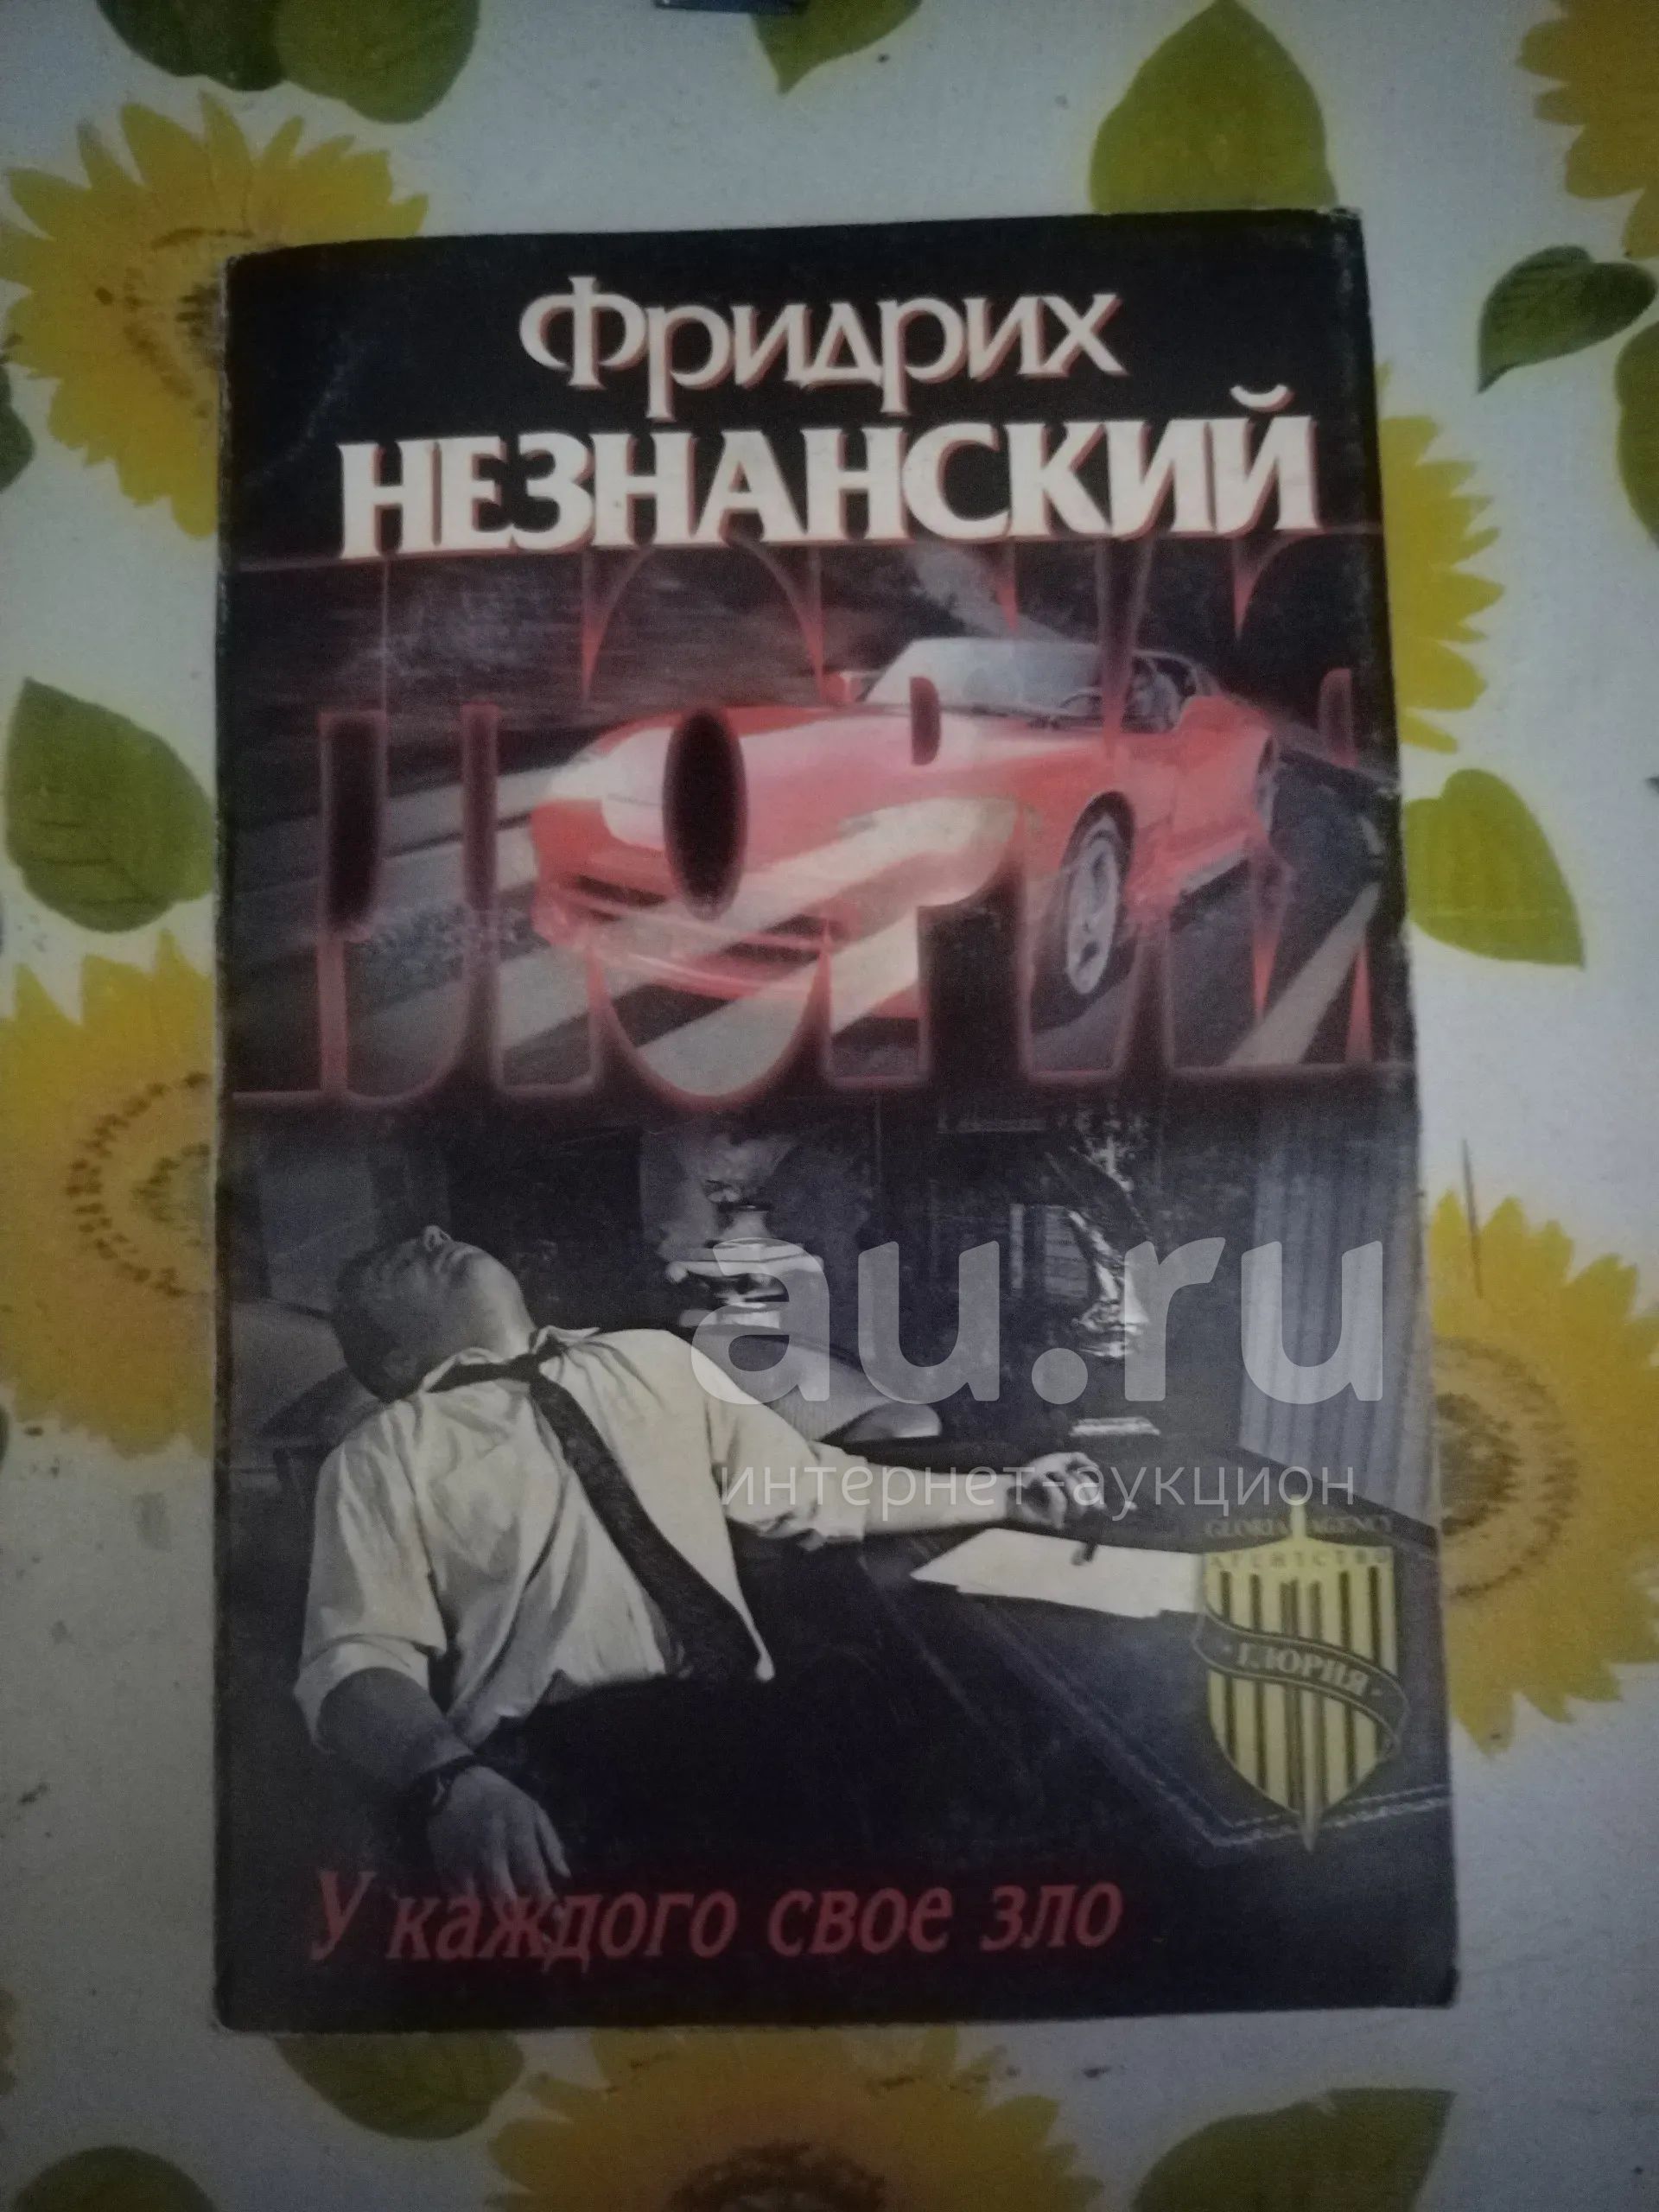 Фридрих
НЕЗНАНСКИЙ
au.ru
интернет-аукцион
GLORIA AGENCY
АГЕНТСТВО
ГЛОРИЯ
У каждого свое зло